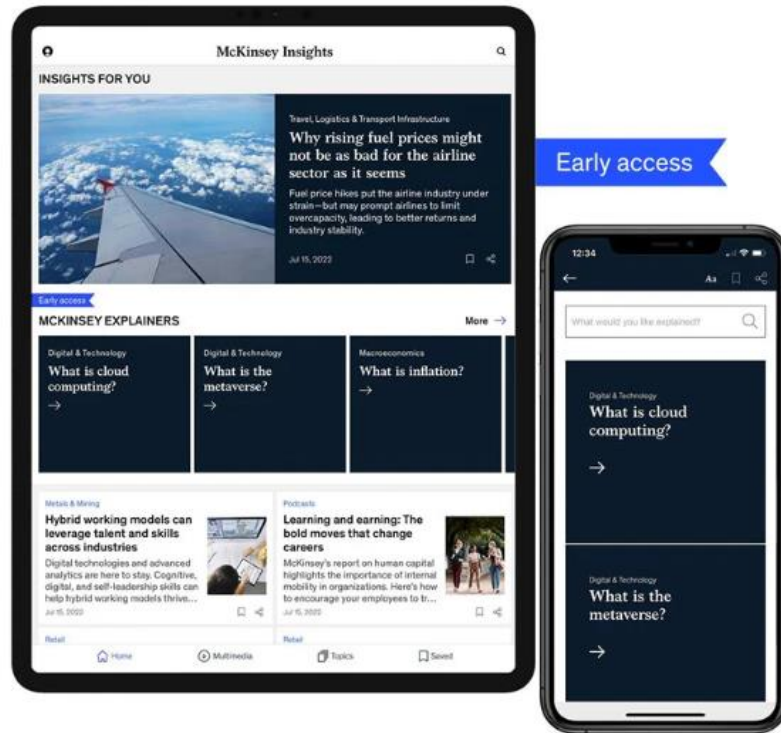 McKinsey Insights
INSIGHTS FOR YOU
Travel, Logistics & Transport Infrastructure
Why rising fuel prices might
not be as bad for the airline
sector as it seems
Fuel price hikes put the airline industry under
strain—but may prompt airlines to limit
overcapacity, leading to better returns and
industry stability.
Jul 15, 2022
Early access
MCKINSEY EXPLAINERS
More →
Digital & Technology
What is cloud
computing?
→
Digital & Technology
What is the
metaverse?
→
Macroeconomics
What is inflation?
→
Metals & Mining
Hybrid working models can
leverage talent and skills
across industries
Digital technologies and advanced
analytics are here to stay. Cognitive,
digital, and self-leadership skills can
help hybrid working models thrive...
Jul 15, 2022
Podcasts
Learning and earning: The
bold moves that change
careers
McKinsey's report on human capital
highlights the importance of internal
mobility in organizations. Here's how
to encourage your employees to tr...
Jul 15, 2022
Retail
Retail
Home
Multimedia
Topics
Saved
Early access
12:34
←
Aa
What would you like explained?
Digital & Technology
What is cloud
computing?
→
Digital & Technology
What is the
metaverse?
→